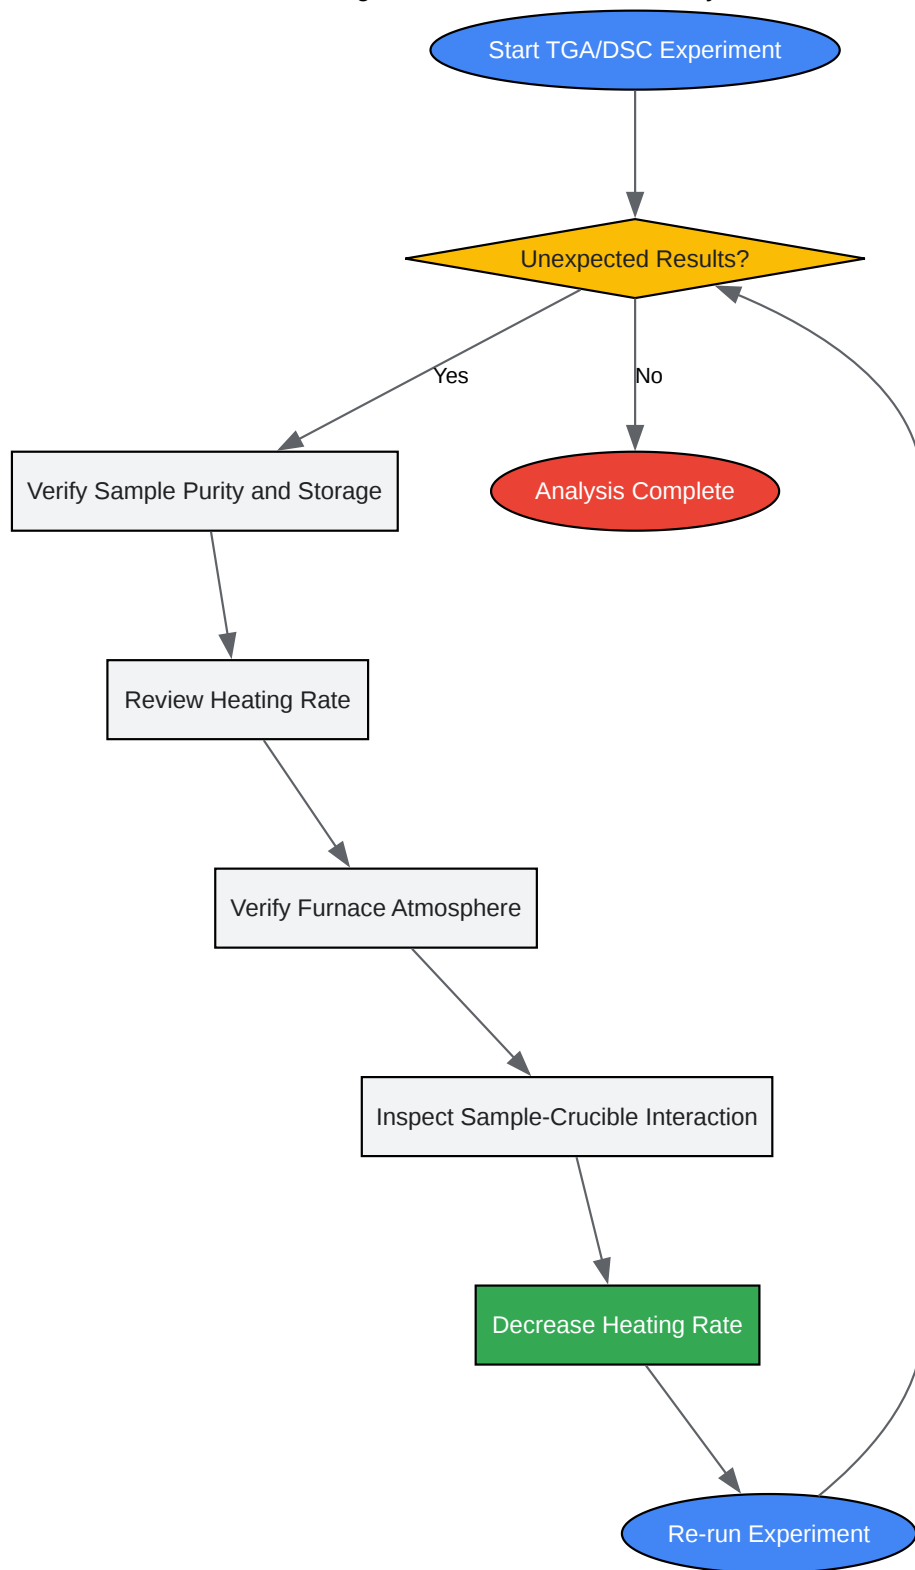 Start TGA/DSC Experiment
Unexpected Results?
Yes
No
Verify Sample Purity and Storage
Analysis Complete
Review Heating Rate
Verify Furnace Atmosphere
Inspect Sample-Crucible Interaction
Decrease Heating Rate
Re-run Experiment